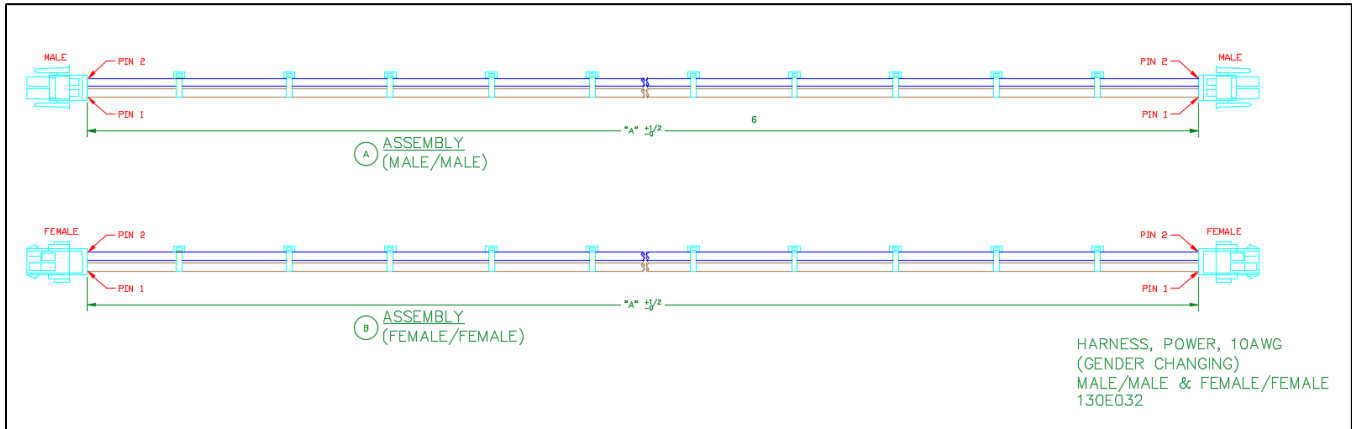 MALE
PIN 2
PIN 2
MALE
PIN 1
PIN 1
6
"A" +1/2 -0
A
ASSEMBLY
(MALE/MALE)
FEMALE
PIN 2
PIN 2
FEMALE
PIN 1
PIN 1
"A" +1/2 -0
B
ASSEMBLY
(FEMALE/FEMALE)
HARNESS, POWER, 10AWG
(GENDER CHANGING)
MALE/MALE & FEMALE/FEMALE
130E032